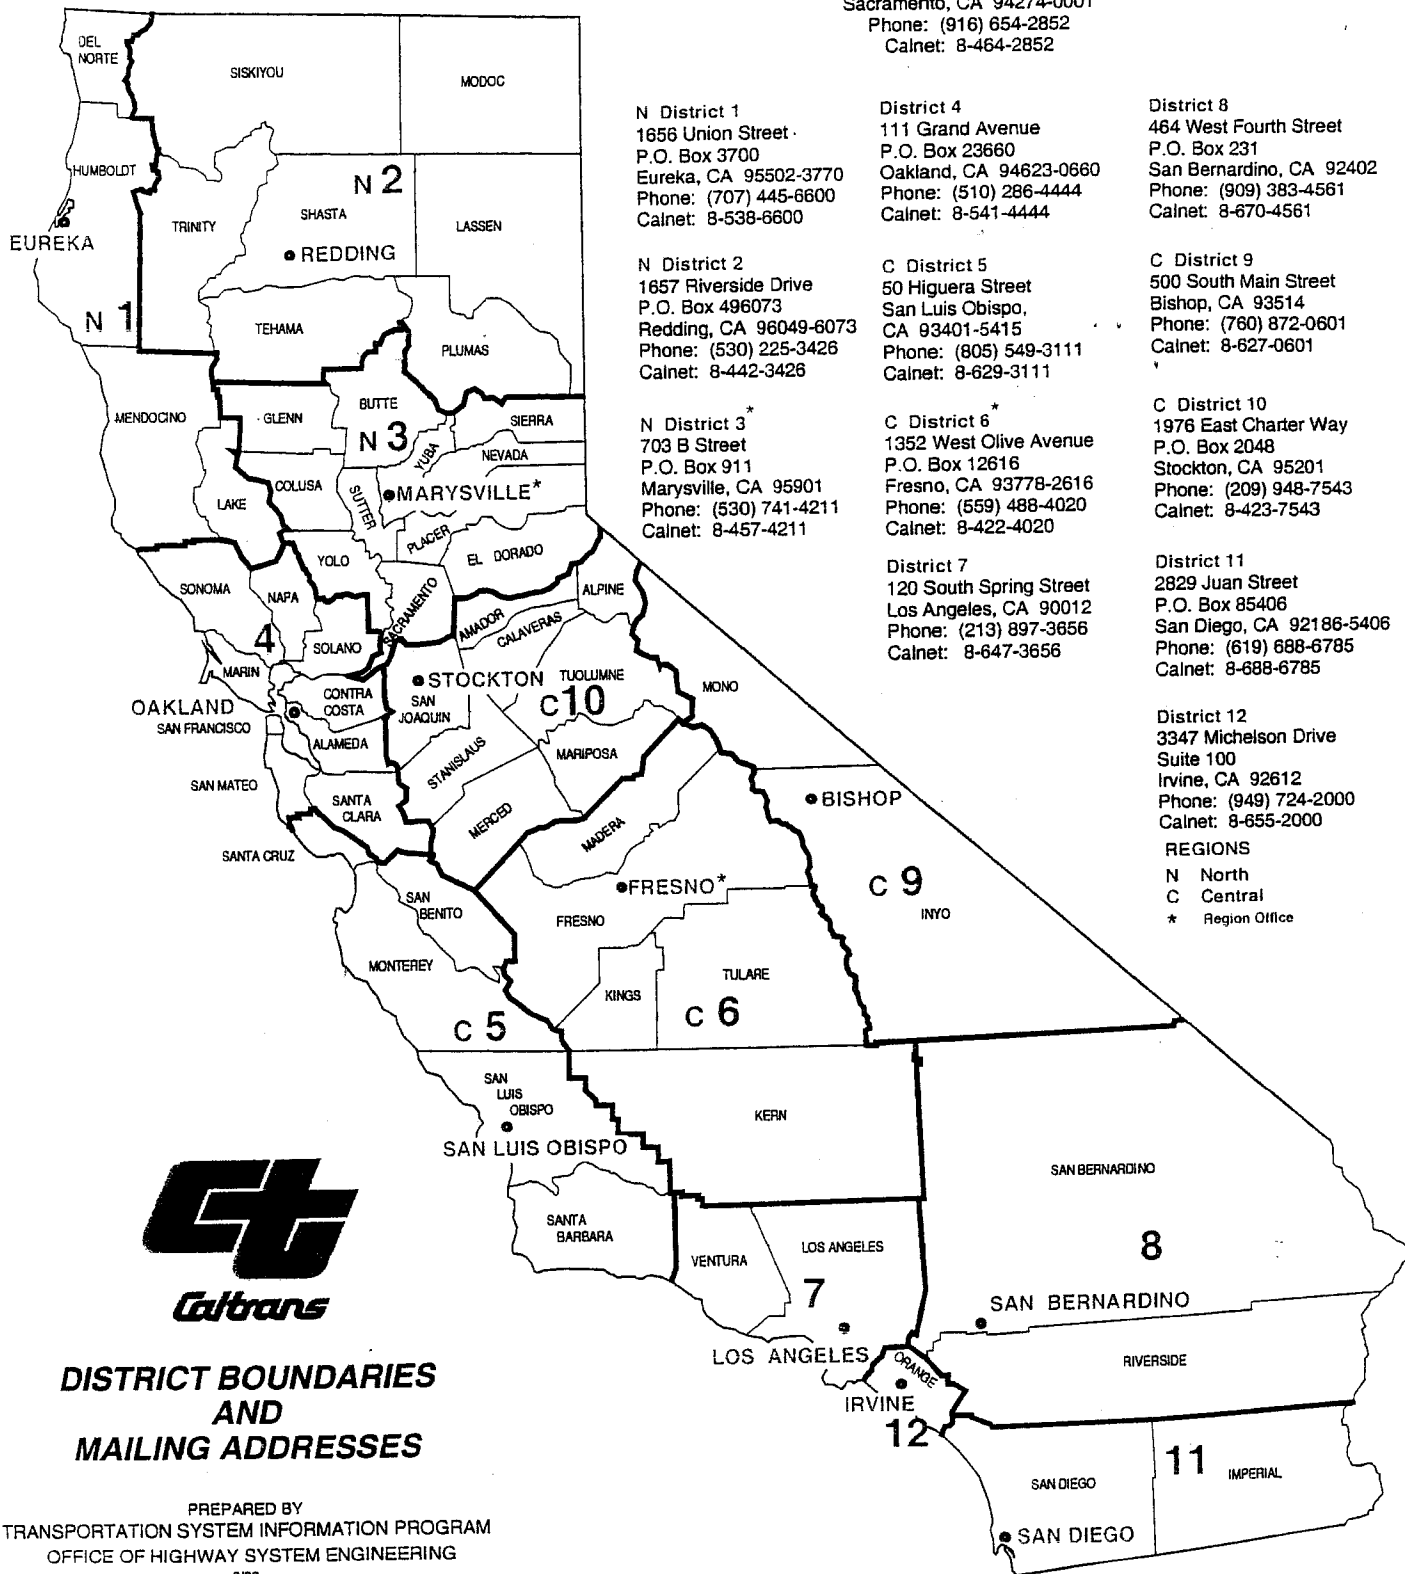 Sacramento, CA 94274-0001
Phone: (916) 654-2852
Calnet: 8-464-2852
N District 1
1656 Union Street
P.O. Box 3700
Eureka, CA 95502-3770
Phone: (707) 445-6600
Calnet: 8-538-6600
N District 2
1657 Riverside Drive
P.O. Box 496073
Redding, CA 96049-6073
Phone: (530) 225-3426
Calnet: 8-442-3426
N District 3*
703 B Street
P.O. Box 911
Marysville, CA 95901
Phone: (530) 741-4211
Calnet: 8-457-4211
District 4
111 Grand Avenue
P.O. Box 23660
Oakland, CA 94623-0660
Phone: (510) 286-4444
Calnet: 8-541-4444
C District 5
50 Higuera Street
San Luis Obispo,
CA 93401-5415
Phone: (805) 549-3111
Calnet: 8-629-3111
C District 6*
1352 West Olive Avenue
P.O. Box 12616
Fresno, CA 93778-2616
Phone: (559) 488-4020
Calnet: 8-422-4020
District 7
120 South Spring Street
Los Angeles, CA 90012
Phone: (213) 897-3656
Calnet: 8-647-3656
District 8
464 West Fourth Street
P.O. Box 231
San Bernardino, CA 92402
Phone: (909) 383-4561
Calnet: 8-670-4561
C District 9
500 South Main Street
Bishop, CA 93514
Phone: (760) 872-0601
Calnet: 8-627-0601
C District 10
1976 East Charter Way
P.O. Box 2048
Stockton, CA 95201
Phone: (209) 948-7543
Calnet: 8-423-7543
District 11
2829 Juan Street
P.O. Box 85406
San Diego, CA 92186-5406
Phone: (619) 688-6785
Calnet: 8-688-6785
District 12
3347 Michelson Drive
Suite 100
Irvine, CA 92612
Phone: (949) 724-2000
Calnet: 8-655-2000
REGIONS
N North
C Central
* Region Office
DEL
NORTE
SISKIYOU
MODOC
HUMBOLDT
N 2
TRINITY
SHASTA
LASSEN
EUREKA
REDDING
N 1
TEHAMA
PLUMAS
MENDOCINO
GLENN
BUTTE
SIERRA
N 3
YUBA
NEVADA
LAKE
COLUSA
SUTTER
MARYSVILLE*
PLACER
EL DORADO
YOLO
SONOMA
NAPA
SACRAMENTO
ALPINE
AMADOR
CALAVERAS
4
SOLANO
MARIN
STOCKTON
TUOLUMNE
MONO
CONTRA
COSTA
SAN
JOAQUIN
C 10
OAKLAND
SAN FRANCISCO
ALAMEDA
STANISLAUS
MARIPOSA
SAN MATEO
SANTA
CLARA
MERCED
MADERA
BISHOP
SANTA CRUZ
FRESNO*
C 9
SAN
BENITO
FRESNO
INYO
MONTEREY
KINGS
TULARE
C 5
C 6
SAN
LUIS
OBISPO
KERN
SAN LUIS OBISPO
SAN BERNARDINO
SANTA
BARBARA
VENTURA
LOS ANGELES
8
7
SAN BERNARDINO
LOS ANGELES
ORANGE
RIVERSIDE
IRVINE
12
11
SAN DIEGO
IMPERIAL
SAN DIEGO
Ct
Caltrans
DISTRICT BOUNDARIES
AND
MAILING ADDRESSES
PREPARED BY
TRANSPORTATION SYSTEM INFORMATION PROGRAM
OFFICE OF HIGHWAY SYSTEM ENGINEERING